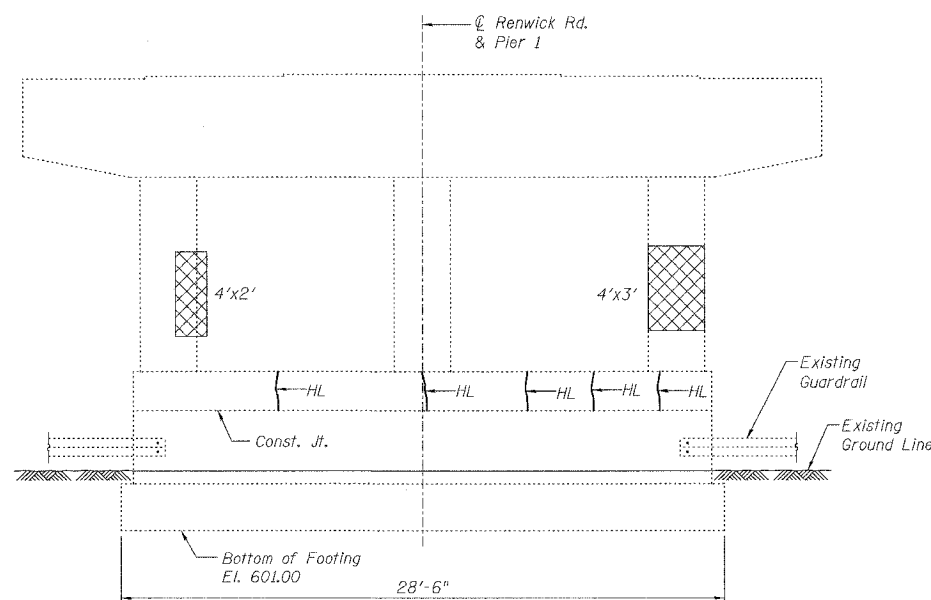 ℄ Renwick Rd.
& Pier 1
4'x2'
4'x3'
Existing
Guardrail
HL
HL
HL
HL
HL
Const. Jt.
Existing
Ground Line
Bottom of Footing
El. 601.00
28'-6"